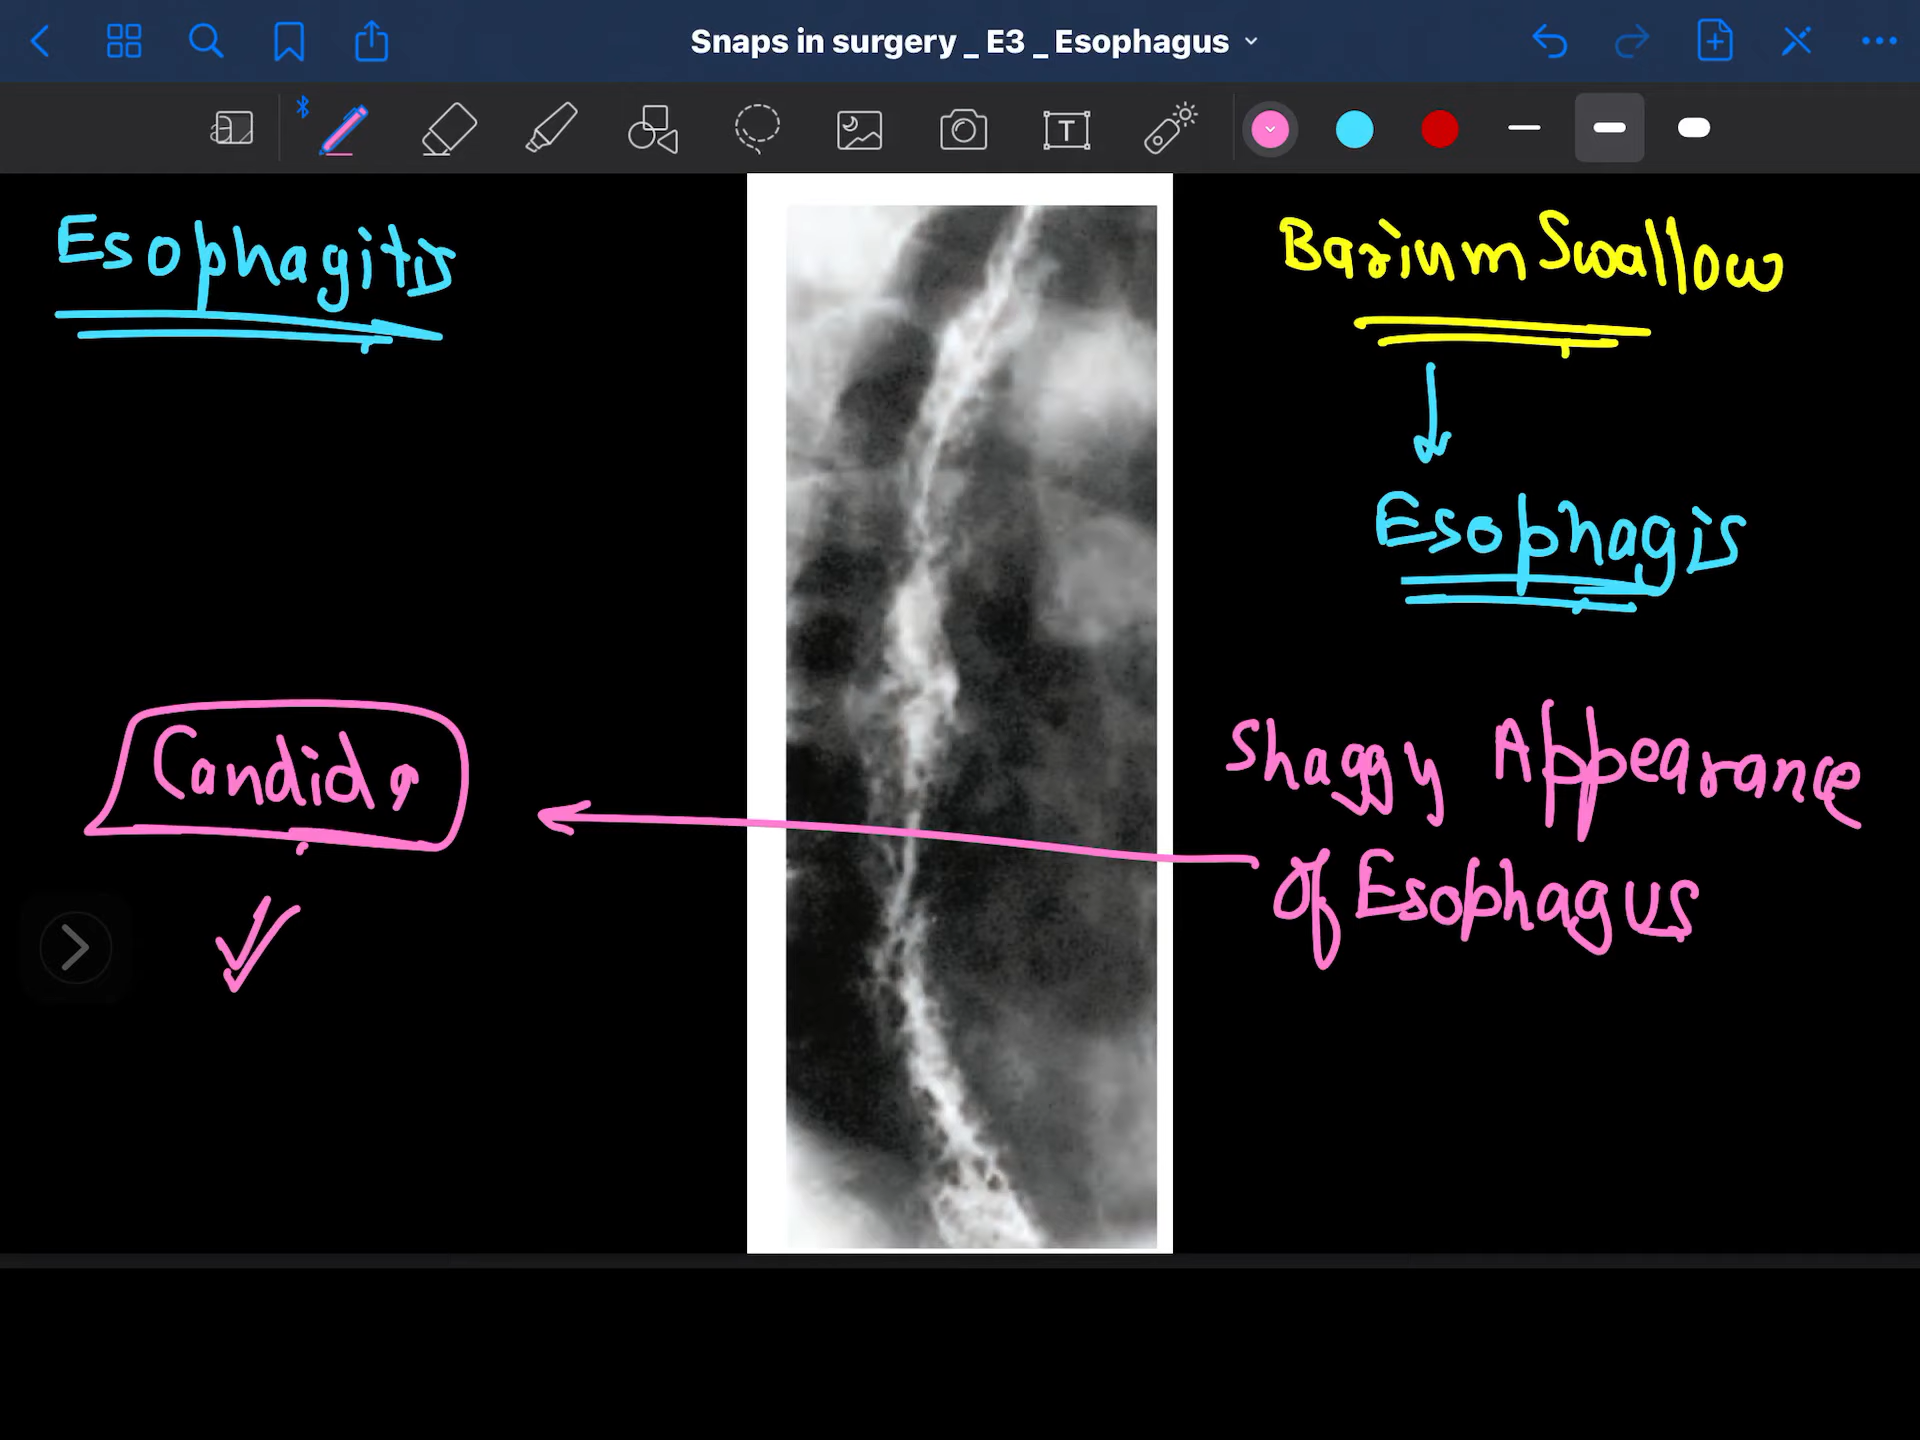 Snaps in surgery _ E3 _ Esophagus
T
Esophagitis
Barium Swallow
Esophagis
Candida
Shaggy Appearance
of Esophagus